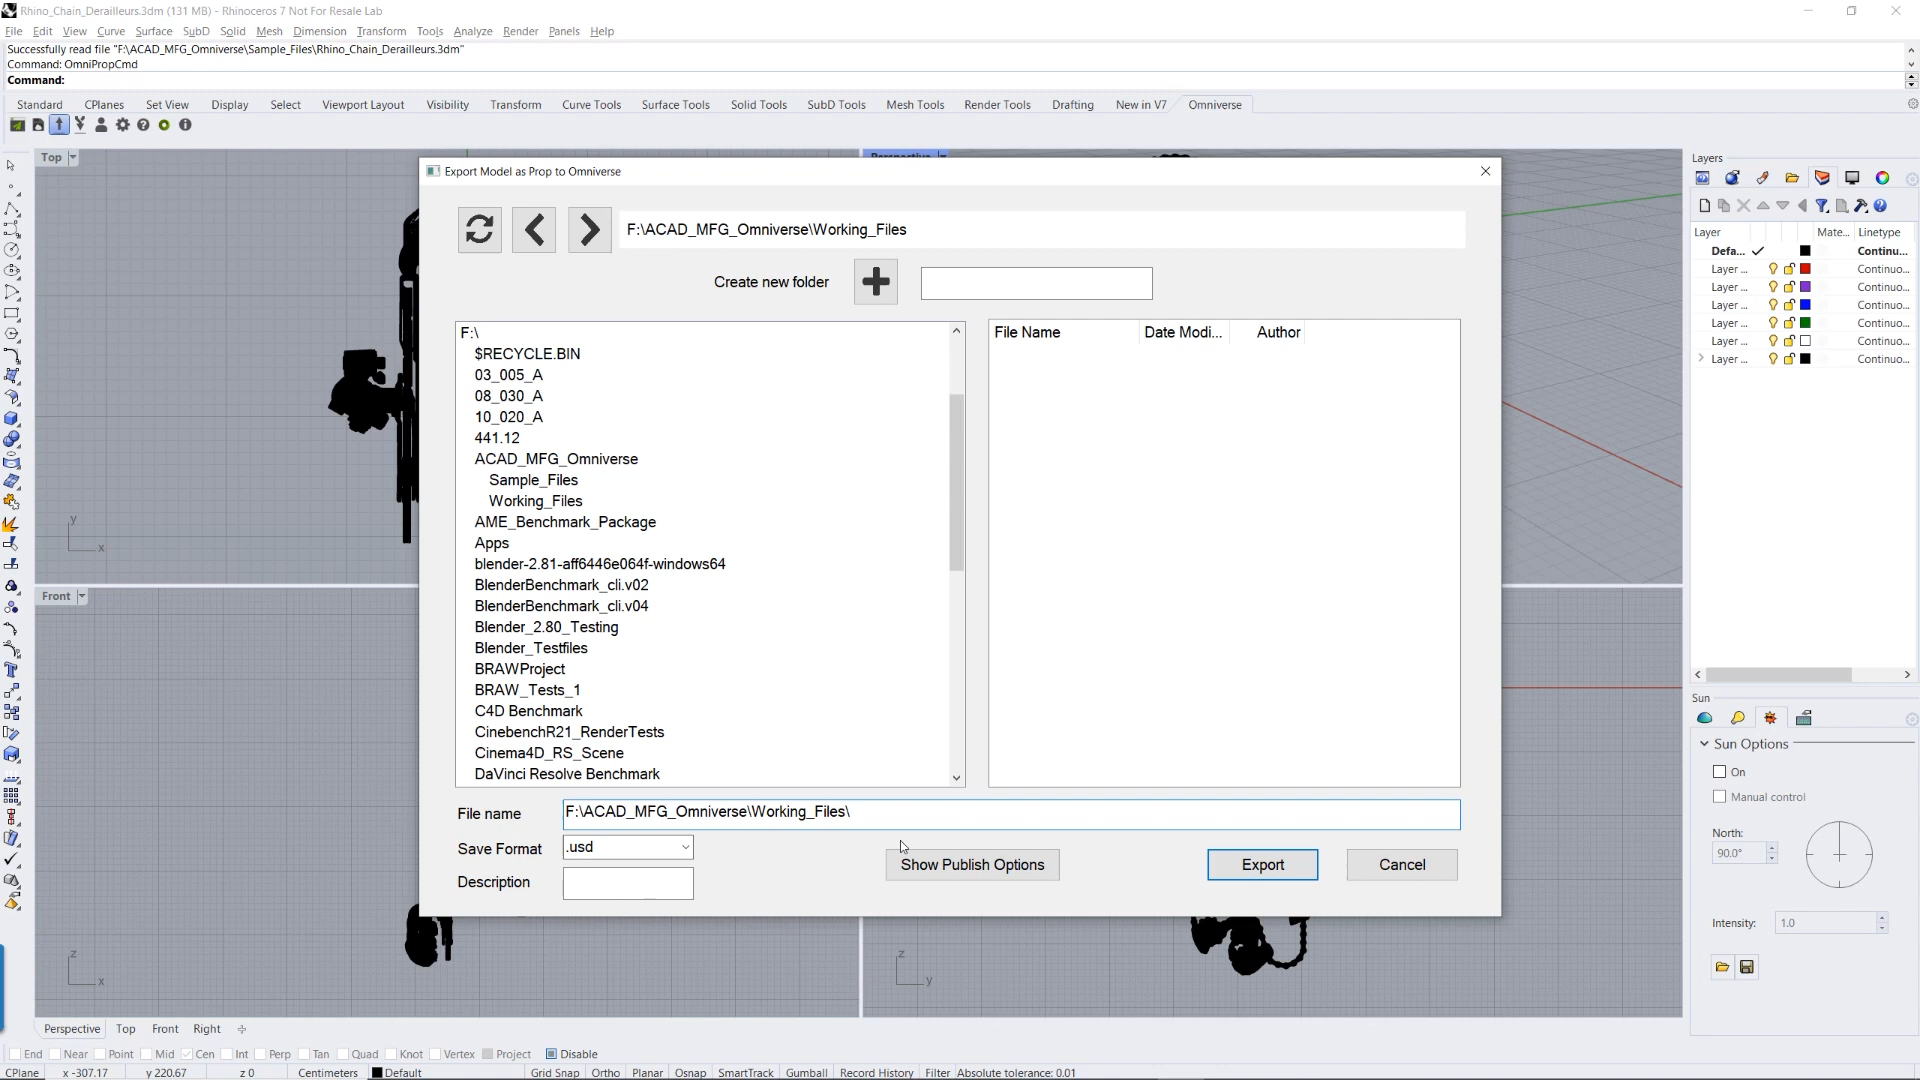 Rhino_Chain_Derailleurs.3dm (131 MB) - Rhinoceros 7 Not For Resale Lab
File Edit View Curve Surface SubD Solid Mesh Dimension Transform Tools Analyze Render Panels Help
Successfully read file "F:\ACAD_MFG_Omniverse\Sample_Files\Rhino_Chain_Derailleurs.3dm"
Command: OmniPropCmd
Command:
Standard CPlanes Set View Display Select Viewport Layout Visibility Transform Curve Tools Surface Tools Solid Tools SubD Tools Mesh Tools Render Tools Drafting New in V7 Omniverse
Top
Perspective
Export Model as Prop to Omniverse
F:\ACAD_MFG_Omniverse\Working_Files
Create new folder
F:\
$RECYCLE.BIN
03_005_A
08_030_A
10_020_A
441.12
ACAD_MFG_Omniverse
Sample_Files
Working_Files
AME_Benchmark_Package
Apps
blender-2.81-aff6446e064f-windows64
BlenderBenchmark_cli.v02
BlenderBenchmark_cli.v04
Blender_2.80_Testing
Blender_Testfiles
BRAWProject
BRAW_Tests_1
C4D Benchmark
CinebenchR21_RenderTests
Cinema4D_RS_Scene
DaVinci Resolve Benchmark
File Name Date Modi... Author
File name F:\ACAD_MFG_Omniverse\Working_Files\
Save Format .usd
Description
Show Publish Options
Export
Cancel
Layers
Layer Mate... Linetype
Defa... Continu...
Layer ... Continuo...
Layer ... Continuo...
Layer ... Continuo...
Layer ... Continuo...
Layer ... Continuo...
Layer ... Continuo...
Sun
Sun Options
On
Manual control
North:
90.0°
Intensity: 1.0
y
x
Front
z
x
z
y
Perspective Top Front Right
End Near Point Mid Cen Int Perp Tan Quad Knot Vertex Project Disable
CPlane x -307.17 y 220.67 z 0 Centimeters Default Grid Snap Ortho Planar Osnap SmartTrack Gumball Record History Filter Absolute tolerance: 0.01